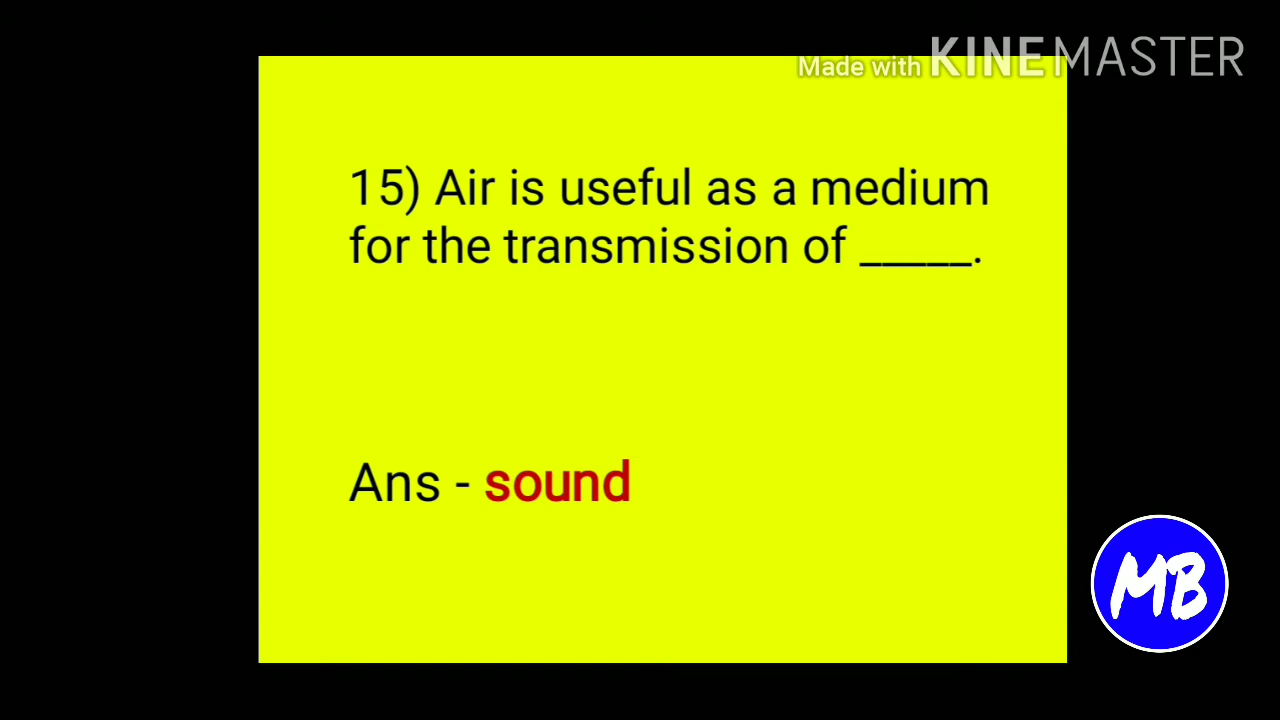 Made with KINEMASTER
15) Air is useful as a medium
for the transmission of _____.
Ans - sound
MB